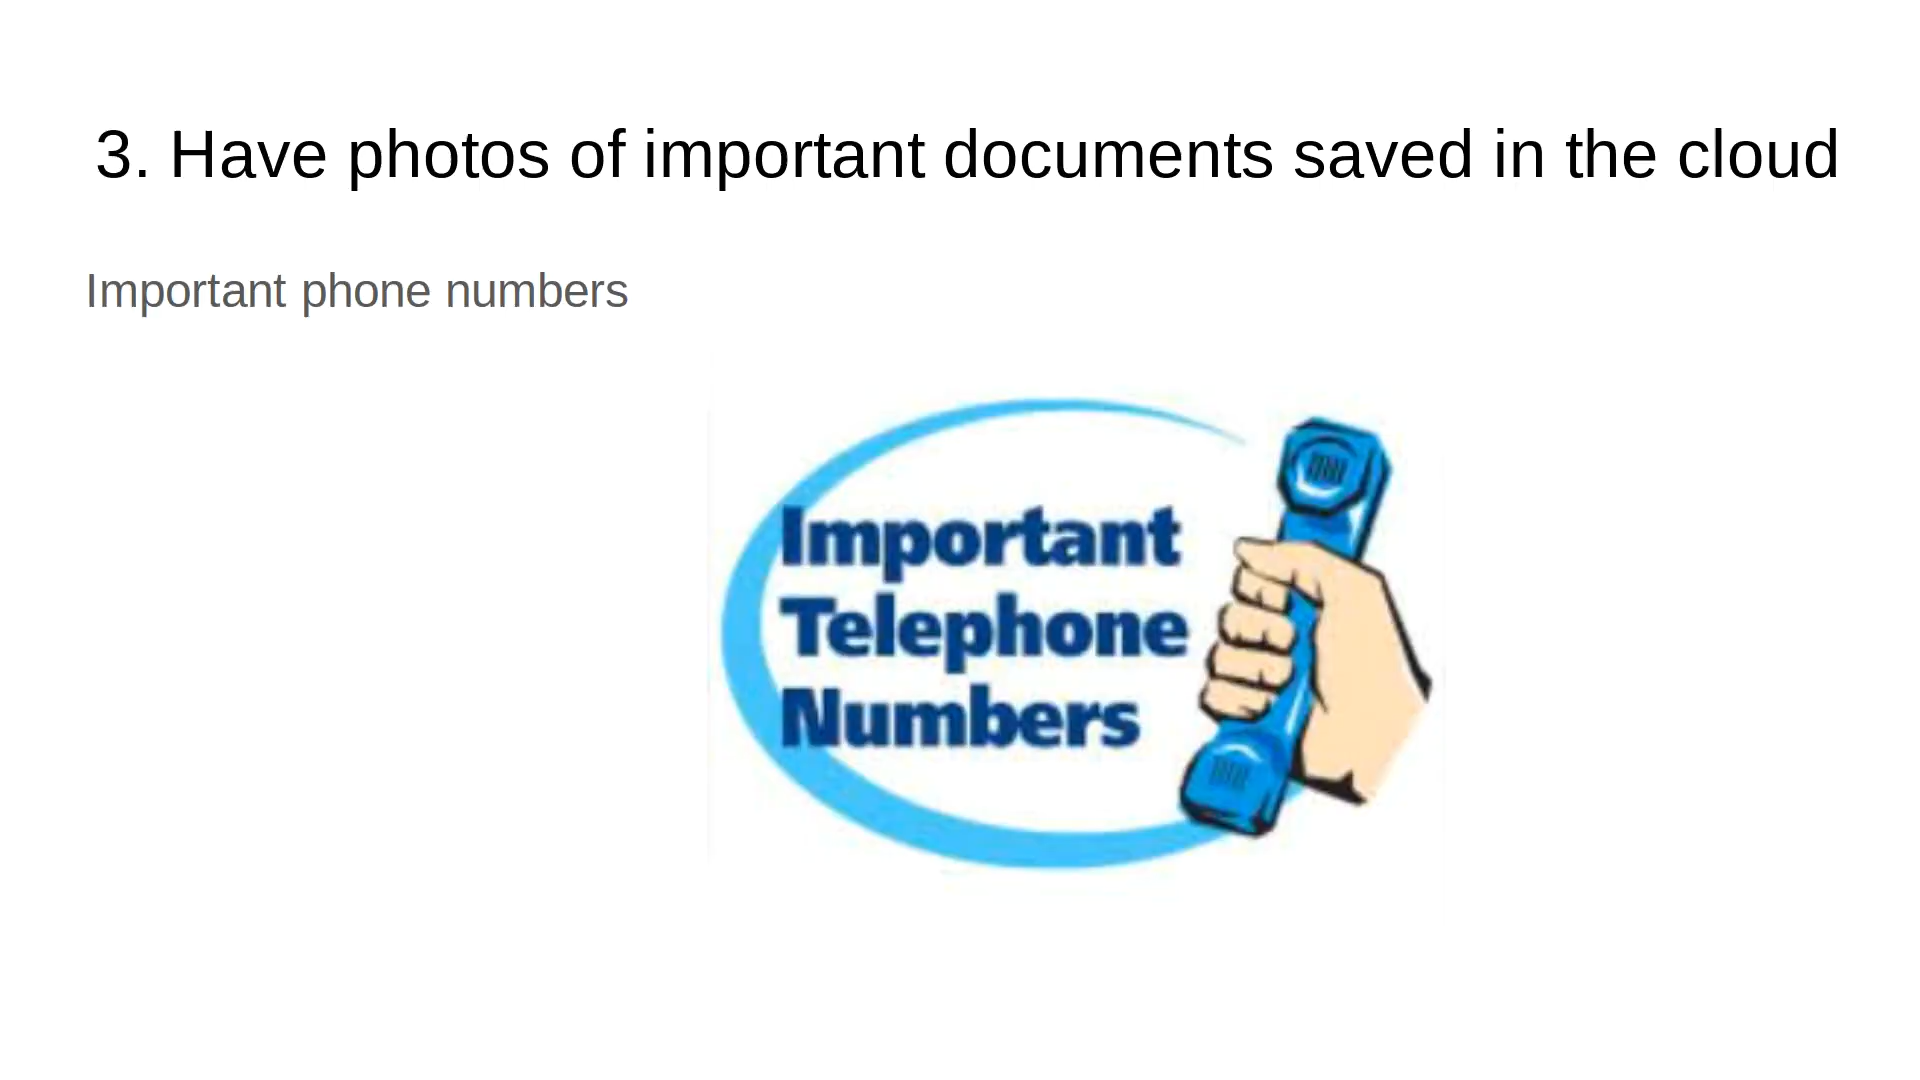 3. Have photos of important documents saved in the cloud
Important phone numbers
Important
Telephone
Numbers